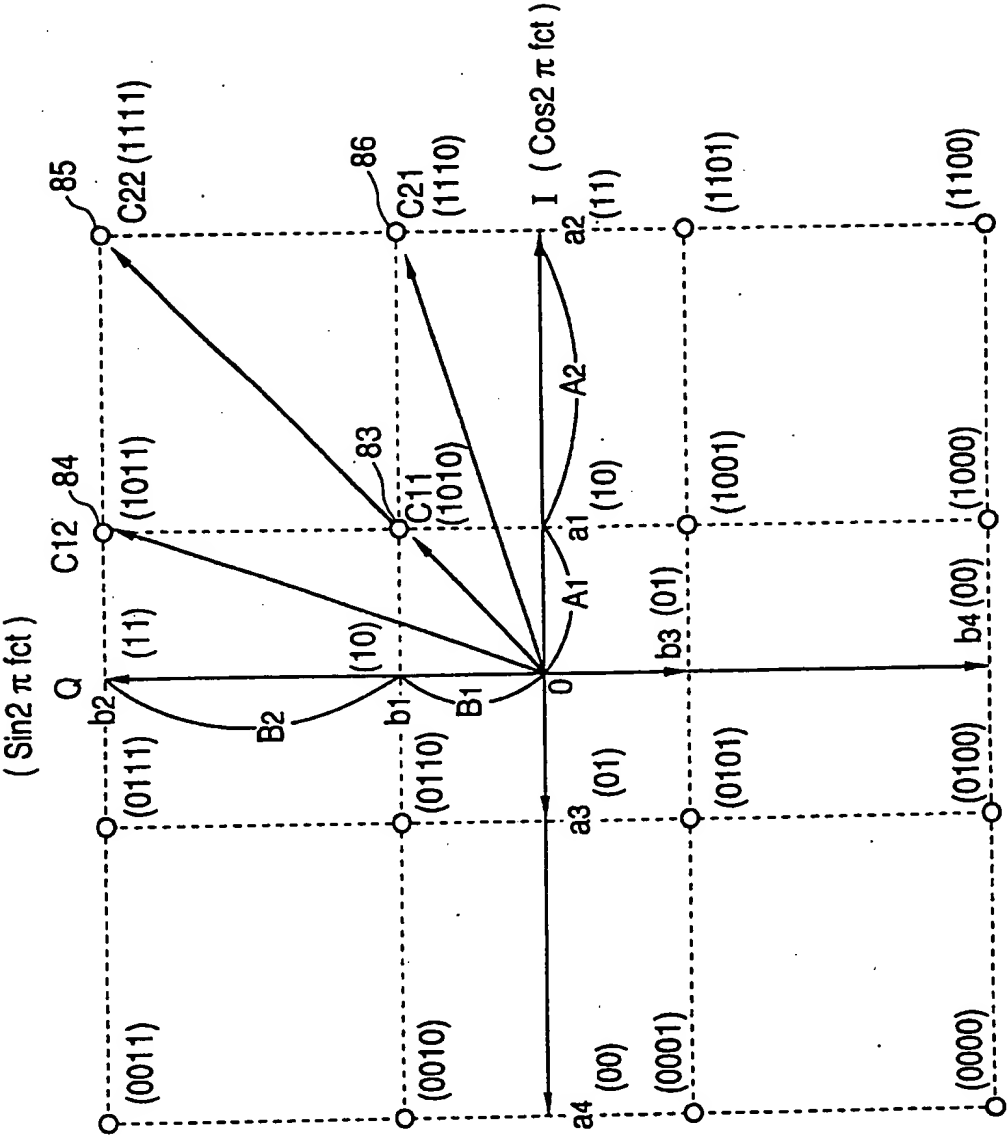 ( Sin2 π fct )
Q
C12
84
85
C22 (1111)
b2
(11)
(1011)
(0011)
(0111)
B2
83
86
C21
(1110)
b1
(10)
C11
(1010)
(0010)
(0110)
B1
A2
I ( Cos2 π fct )
0
A1
a4
(00)
a3
(01)
a1
(10)
a2
(11)
(0001)
(0101)
b3 (01)
(1001)
(1101)
(0000)
(0100)
b4 (00)
(1000)
(1100)